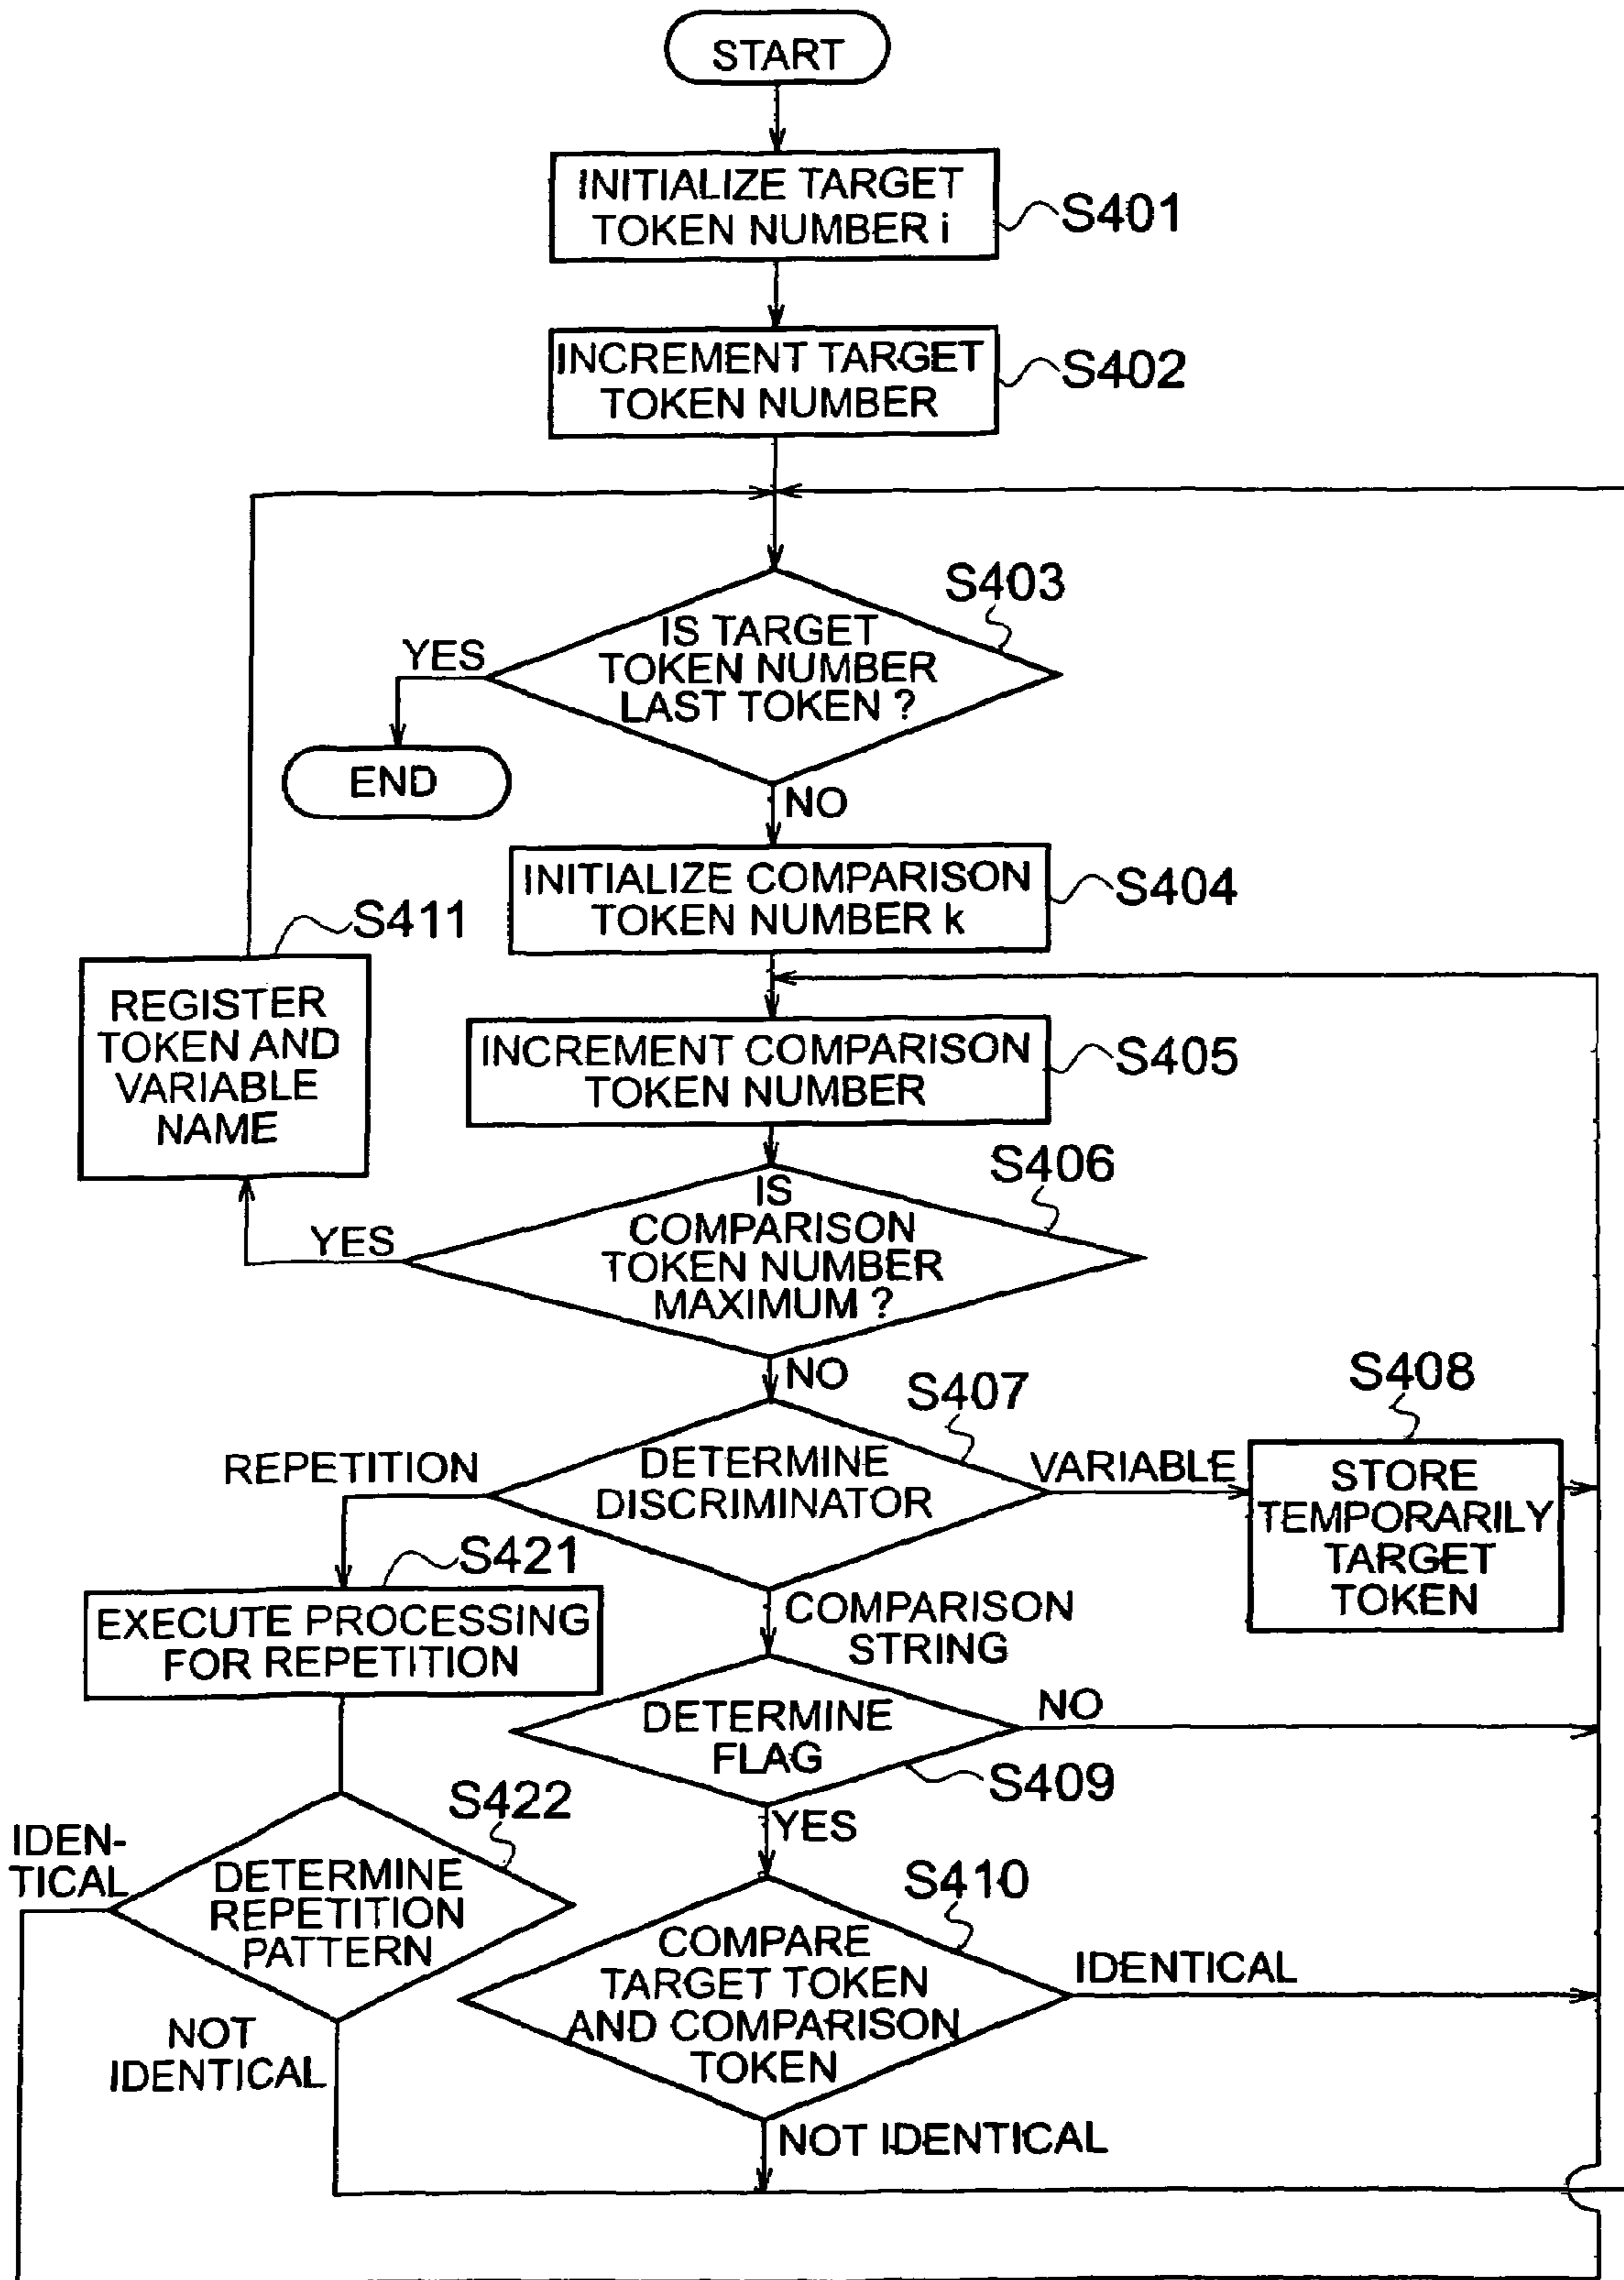 START
INITIALIZE TARGET
TOKEN NUMBER i
S401
INCREMENT TARGET
TOKEN NUMBER
S402
S403
IS TARGET
TOKEN NUMBER
LAST TOKEN ?
YES
END
NO
INITIALIZE COMPARISON
TOKEN NUMBER k
S404
S411
REGISTER
TOKEN AND
VARIABLE
NAME
INCREMENT COMPARISON
TOKEN NUMBER
S405
S406
IS
COMPARISON
TOKEN NUMBER
MAXIMUM ?
YES
NO
S407
S408
REPETITION
DETERMINE
DISCRIMINATOR
VARIABLE
STORE
TEMPORARILY
TARGET
TOKEN
S421
EXECUTE PROCESSING
FOR REPETITION
COMPARISON
STRING
DETERMINE
FLAG
NO
S409
YES
S422
IDEN-
TICAL
DETERMINE
REPETITION
PATTERN
NOT
IDENTICAL
S410
COMPARE
TARGET TOKEN
AND COMPARISON
TOKEN
IDENTICAL
NOT IDENTICAL